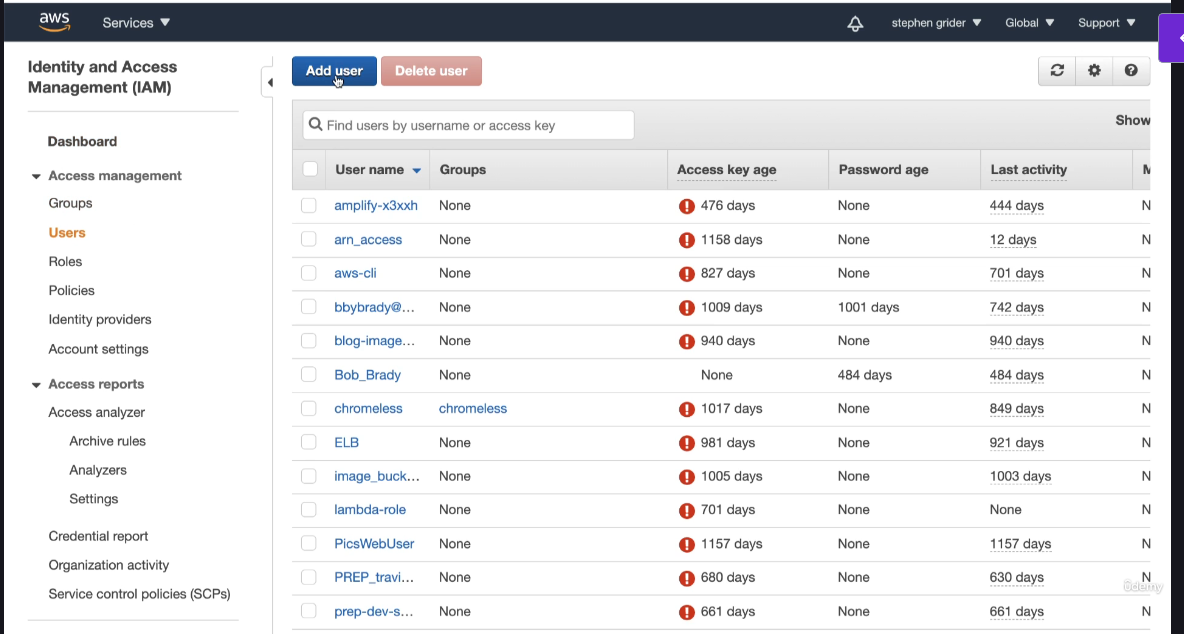 aws Services stephen grider Global Support
Identity and Access
Management (IAM)
Dashboard
Access management
Groups
Users
Roles
Policies
Identity providers
Account settings
Access reports
Access analyzer
Archive rules
Analyzers
Settings
Credential report
Organization activity
Service control policies (SCPs)
Add user Delete user
Find users by username or access key Show
User name Groups Access key age Password age Last activity
amplify-x3xxh None 476 days None 444 days N
arn_access None 1158 days None 12 days N
aws-cli None 827 days None 701 days N
bbybrady@... None 1009 days 1001 days 742 days N
blog-image... None 940 days None 940 days N
Bob_Brady None None 484 days 484 days N
chromeless chromeless 1017 days None 849 days N
ELB None 981 days None 921 days N
image_buck... None 1005 days None 1003 days N
lambda-role None 701 days None None N
PicsWebUser None 1157 days None 1157 days N
PREP_travi... None 680 days None 630 days N
prep-dev-s... None 661 days None 661 days N
ûdemy